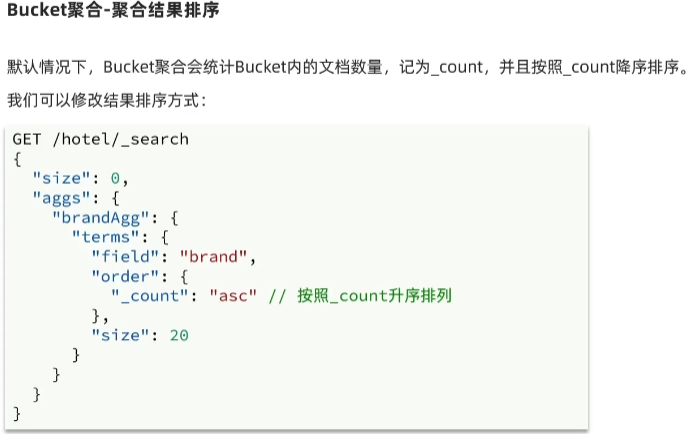 Bucket聚合-聚合结果排序
默认情况下，Bucket聚合会统计Bucket内的文档数量，记为_count，并且按照_count降序排序。
我们可以修改结果排序方式：
GET /hotel/_search
{
  "size": 0,
  "aggs": {
    "brandAgg": {
      "terms": {
        "field": "brand",
        "order": {
          "_count": "asc" // 按照_count升序排列
        },
        "size": 20
      }
    }
  }
}